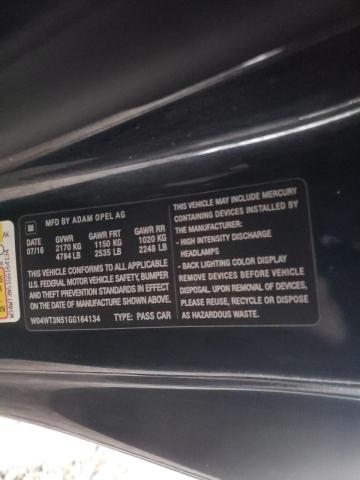 GM
MFD BY ADAM OPEL AG
GVWR GAWR FRT GAWR RR
07/16 2170 KG 1150 KG 1020 KG
4784 LB 2535 LB 2248 LB
THIS VEHICLE CONFORMS TO ALL APPLICABLE
U.S. FEDERAL MOTOR VEHICLE SAFETY, BUMPER
AND THEFT PREVENTION STANDARDS IN EFFECT
ON THE DATE OF MANUFACTURE SHOWN ABOVE.
W04WT3N51GG164134 TYPE: PASS CAR
THIS VEHICLE MAY INCLUDE MERCURY
CONTAINING DEVICES INSTALLED BY
THE MANUFACTURER:
- HIGH INTENSITY DISCHARGE
HEADLAMPS
- BACK LIGHTING COLOR DISPLAY
REMOVE DEVICES BEFORE VEHICLE
DISPOSAL. UPON REMOVAL OF DEVICES,
PLEASE REUSE, RECYCLE OR DISPOSE
AS HAZARDOUS WASTE.